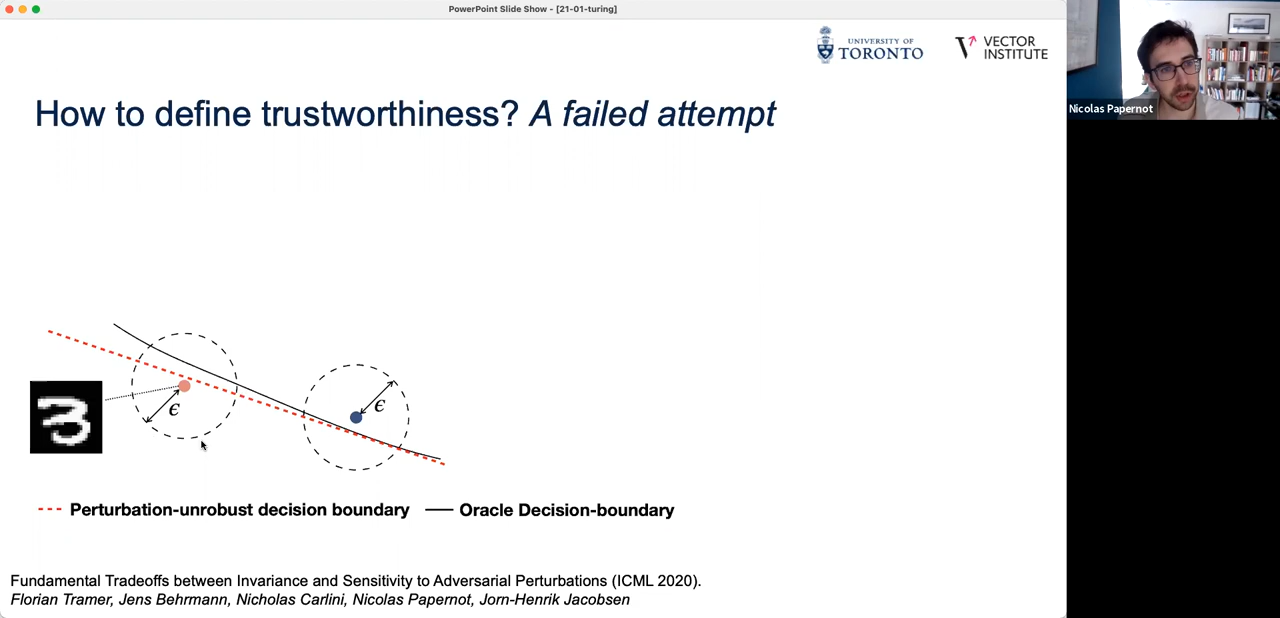 PowerPoint Slide Show - [21-01-turing]
UNIVERSITY OF
TORONTO
VECTOR
INSTITUTE
Nicolas Papernot
How to define trustworthiness? A failed attempt
3
ϵ
ϵ
Perturbation-unrobust decision boundary
Oracle Decision-boundary
Fundamental Tradeoffs between Invariance and Sensitivity to Adversarial Perturbations (ICML 2020).
Florian Tramer, Jens Behrmann, Nicholas Carlini, Nicolas Papernot, Jorn-Henrik Jacobsen